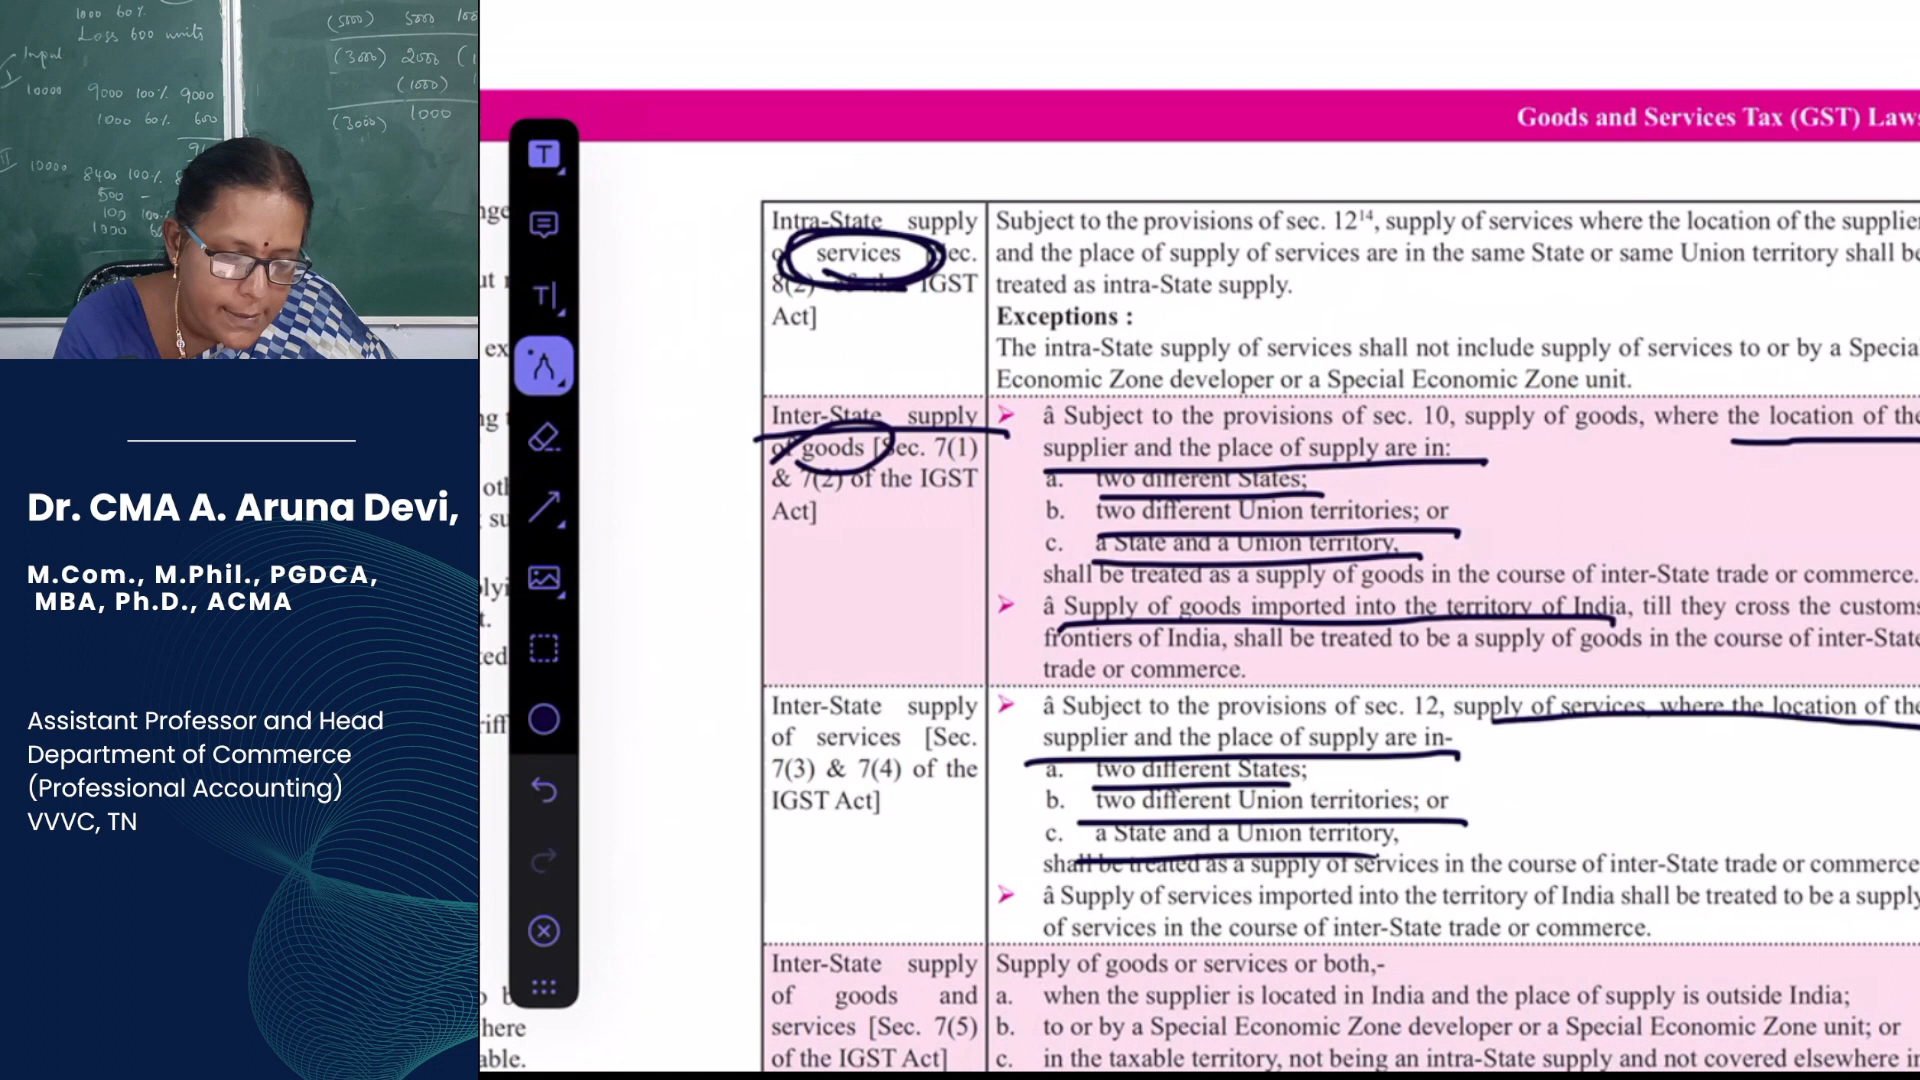 1000 60%
Loss 600 units
Input
10000 9000 100% 9000
1000 60% 600
II 10000 8400 100%
500 -
100 100%
1000 60
(5000) 5000 100
(3000) 2000 (1
(1000)
(3000) 1000
Dr. CMA A. Aruna Devi,
M.Com., M.Phil., PGDCA,
MBA, Ph.D., ACMA
Assistant Professor and Head
Department of Commerce
(Professional Accounting)
VVVC, TN
Goods and Services Tax (GST) Laws
Intra-State supply
services Sec.
8(2) of the IGST
Act]
Subject to the provisions of sec. 12¹⁴, supply of services where the location of the supplier
and the place of supply of services are in the same State or same Union territory shall be
treated as intra-State supply.
Exceptions :
The intra-State supply of services shall not include supply of services to or by a Special
Economic Zone developer or a Special Economic Zone unit.
Inter-State supply
of goods [Sec. 7(1)
& 7(2) of the IGST
Act]
➤ â Subject to the provisions of sec. 10, supply of goods, where the location of the
supplier and the place of supply are in:
a. two different States;
b. two different Union territories; or
c. a State and a Union territory,
shall be treated as a supply of goods in the course of inter-State trade or commerce.
➤ â Supply of goods imported into the territory of India, till they cross the customs
frontiers of India, shall be treated to be a supply of goods in the course of inter-State
trade or commerce.
Inter-State supply
of services [Sec.
7(3) & 7(4) of the
IGST Act]
➤ â Subject to the provisions of sec. 12, supply of services, where the location of the
supplier and the place of supply are in-
a. two different States;
b. two different Union territories; or
c. a State and a Union territory,
shall be treated as a supply of services in the course of inter-State trade or commerce
➤ â Supply of services imported into the territory of India shall be treated to be a supply
of services in the course of inter-State trade or commerce.
Inter-State supply
of goods and
services [Sec. 7(5)
of the IGST Act]
Supply of goods or services or both,-
a. when the supplier is located in India and the place of supply is outside India;
b. to or by a Special Economic Zone developer or a Special Economic Zone unit; or
c. in the taxable territory, not being an intra-State supply and not covered elsewhere in
here
able.